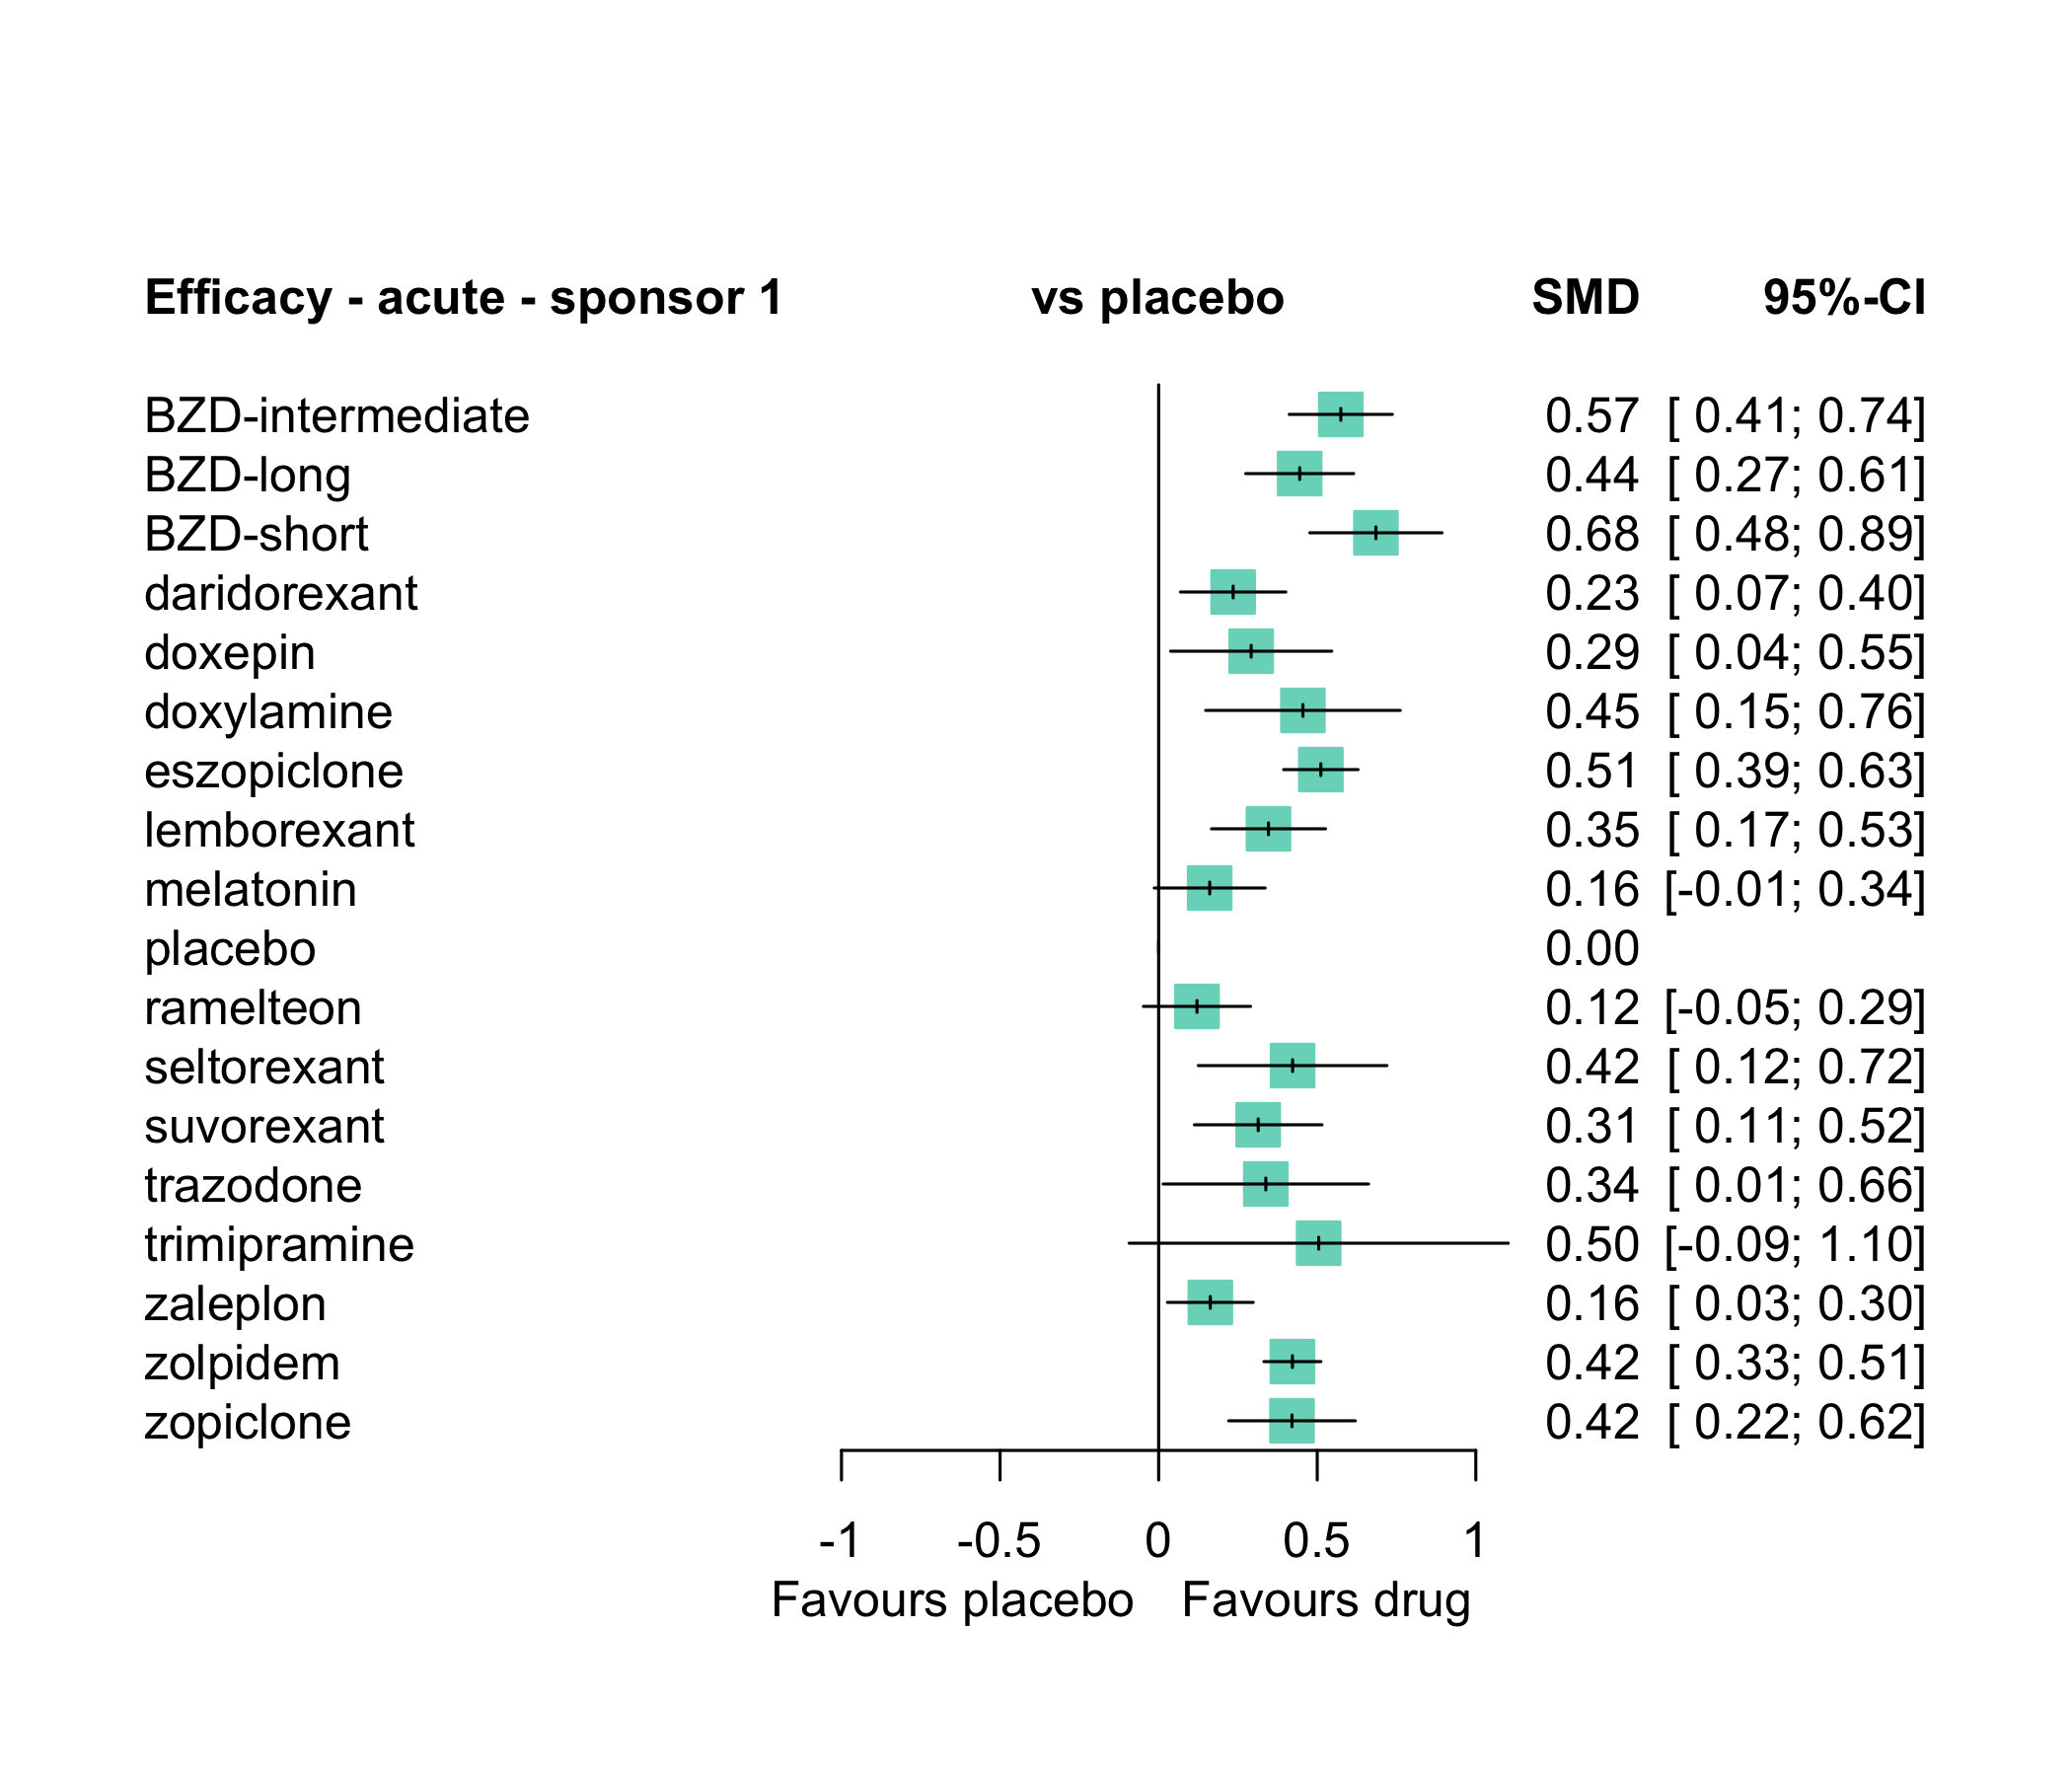 Efficacy - acute - sponsor 1 vs placebo SMD 95%-CI
BZD-intermediate 0.57 [ 0.41; 0.74]
BZD-long 0.44 [ 0.27; 0.61]
BZD-short 0.68 [ 0.48; 0.89]
daridorexant 0.23 [ 0.07; 0.40]
doxepin 0.29 [ 0.04; 0.55]
doxylamine 0.45 [ 0.15; 0.76]
eszopiclone 0.51 [ 0.39; 0.63]
lemborexant 0.35 [ 0.17; 0.53]
melatonin 0.16 [-0.01; 0.34]
placebo 0.00
ramelteon 0.12 [-0.05; 0.29]
seltorexant 0.42 [ 0.12; 0.72]
suvorexant 0.31 [ 0.11; 0.52]
trazodone 0.34 [ 0.01; 0.66]
trimipramine 0.50 [-0.09; 1.10]
zaleplon 0.16 [ 0.03; 0.30]
zolpidem 0.42 [ 0.33; 0.51]
zopiclone 0.42 [ 0.22; 0.62]
-1 -0.5 0 0.5 1
Favours placebo Favours drug